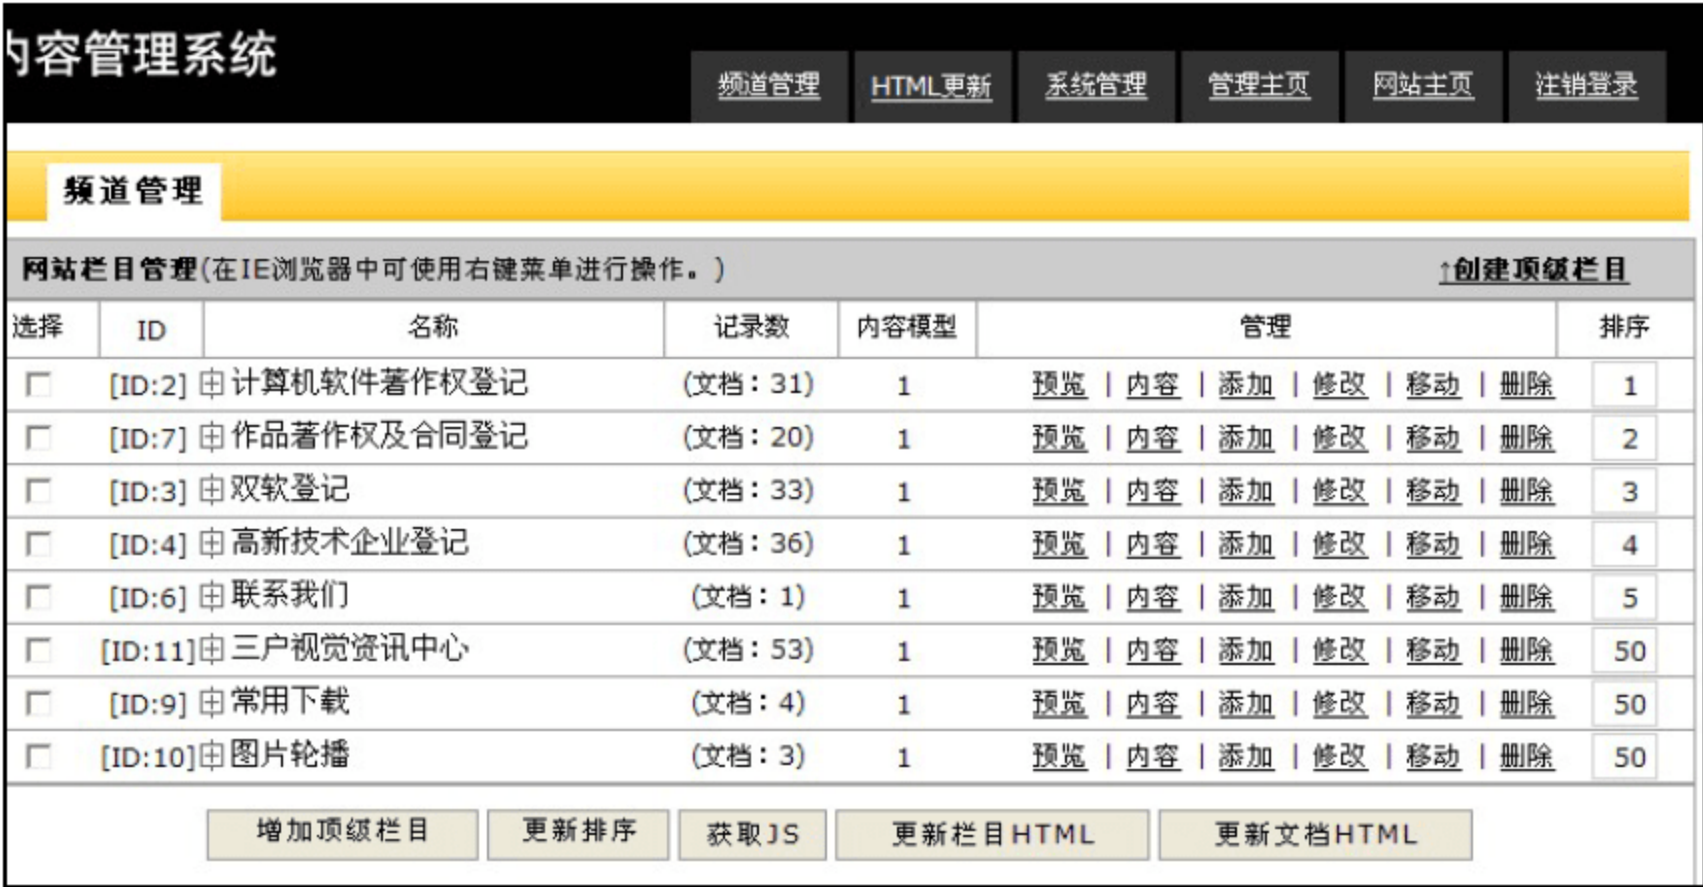 内容管理系统
频道管理 HTML更新 系统管理 管理主页 网站主页 注销登录
频道管理
网站栏目管理(在IE浏览器中可使用右键菜单进行操作。) ↑创建顶级栏目
选择 ID 名称 记录数 内容模型 管理 排序
[ID:2] 计算机软件著作权登记 (文档：31) 1 预览 | 内容 | 添加 | 修改 | 移动 | 删除 1
[ID:7] 作品著作权及合同登记 (文档：20) 1 预览 | 内容 | 添加 | 修改 | 移动 | 删除 2
[ID:3] 双软登记 (文档：33) 1 预览 | 内容 | 添加 | 修改 | 移动 | 删除 3
[ID:4] 高新技术企业登记 (文档：36) 1 预览 | 内容 | 添加 | 修改 | 移动 | 删除 4
[ID:6] 联系我们 (文档：1) 1 预览 | 内容 | 添加 | 修改 | 移动 | 删除 5
[ID:11] 三户视觉资讯中心 (文档：53) 1 预览 | 内容 | 添加 | 修改 | 移动 | 删除 50
[ID:9] 常用下载 (文档：4) 1 预览 | 内容 | 添加 | 修改 | 移动 | 删除 50
[ID:10] 图片轮播 (文档：3) 1 预览 | 内容 | 添加 | 修改 | 移动 | 删除 50
增加顶级栏目 更新排序 获取JS 更新栏目HTML 更新文档HTML